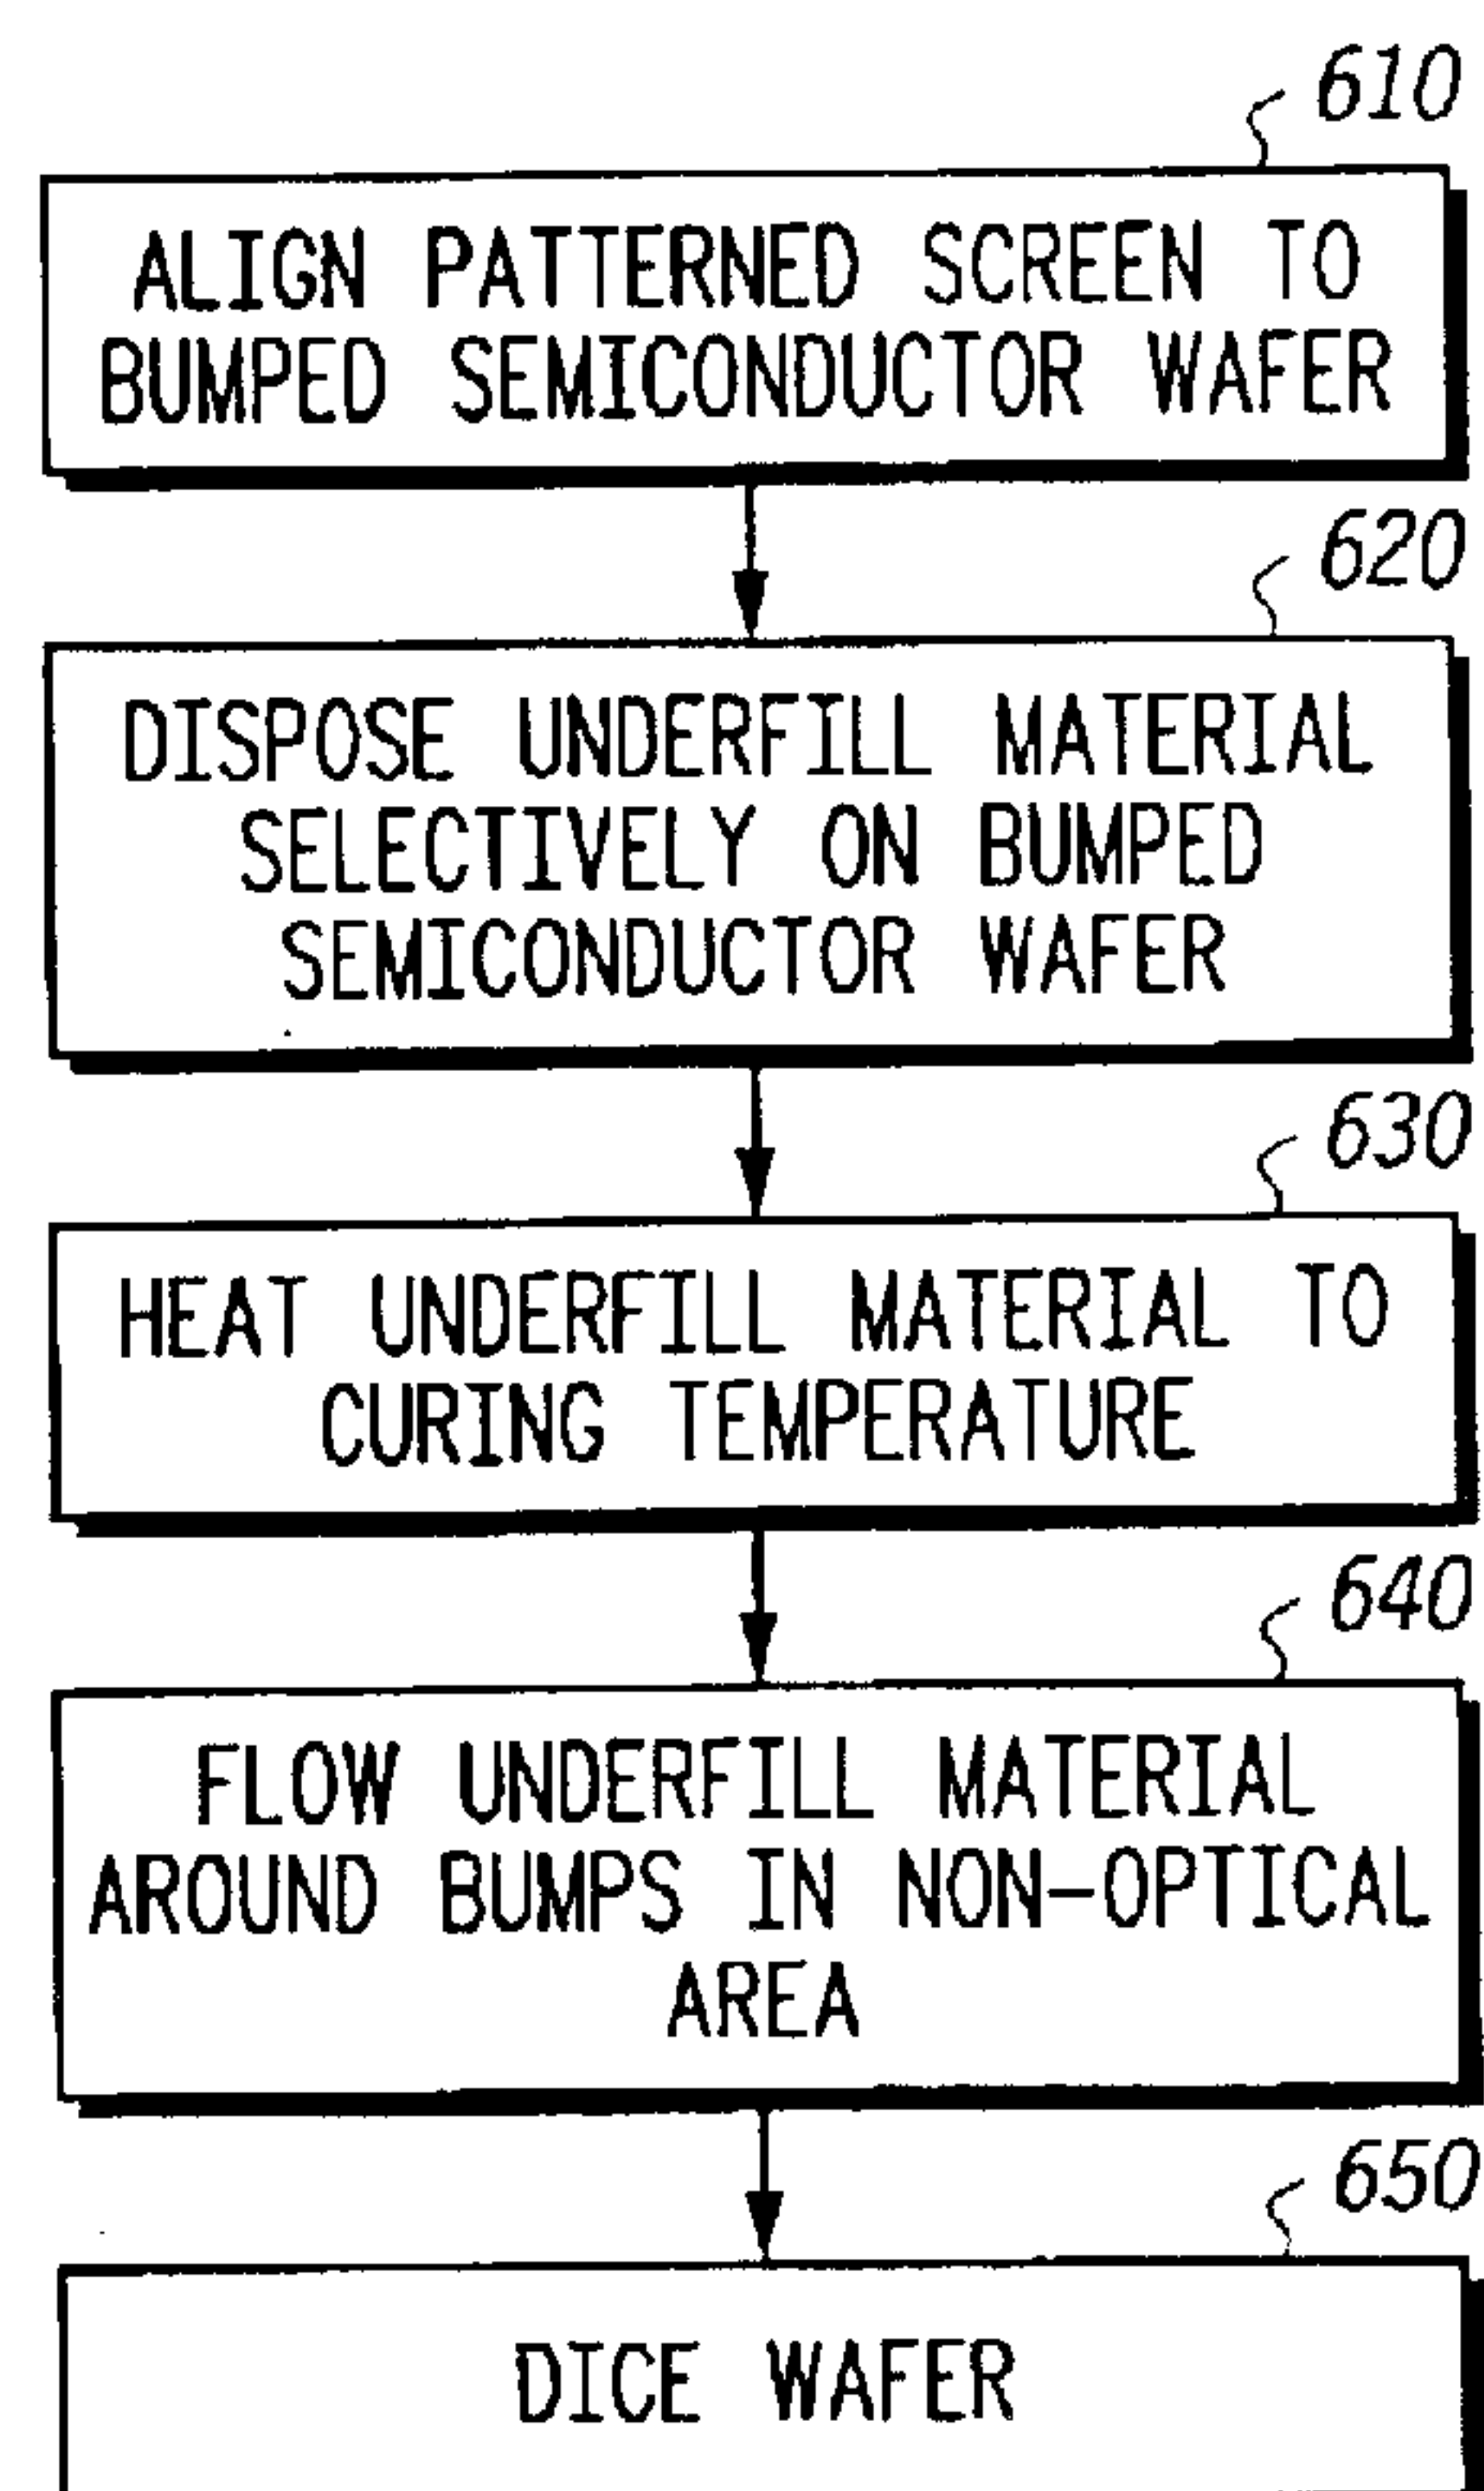 610
ALIGN PATTERNED SCREEN TO
BUMPED SEMICONDUCTOR WAFER
620
DISPOSE UNDERFILL MATERIAL
SELECTIVELY ON BUMPED
SEMICONDUCTOR WAFER
630
HEAT UNDERFILL MATERIAL TO
CURING TEMPERATURE
640
FLOW UNDERFILL MATERIAL
AROUND BUMPS IN NON-OPTICAL
AREA
650
DICE WAFER